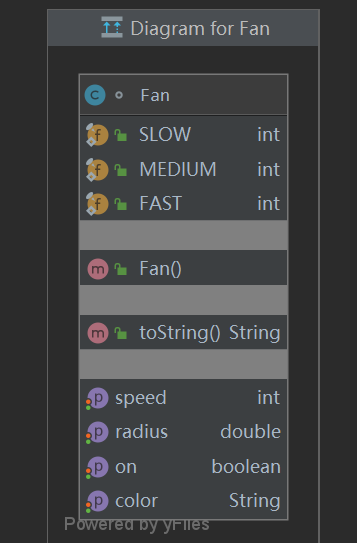 Diagram for Fan
C Fan
f SLOW int
f MEDIUM int
f FAST int
m Fan()
m toString() String
p speed int
p radius double
p on boolean
p color String
Powered by yFiles